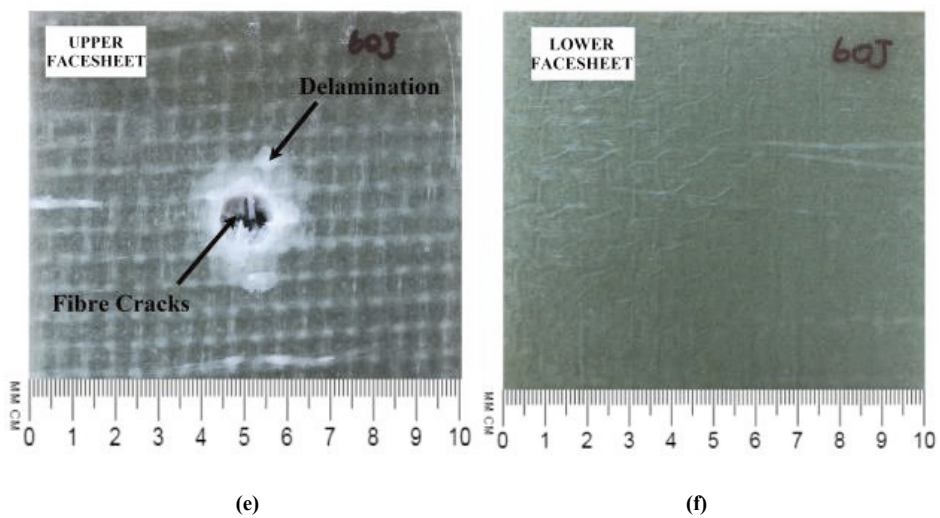 UPPER
FACESHEET
60J
Delamination
Fibre Cracks
MM CM
0 1 2 3 4 5 6 7 8 9 10
(e)
LOWER
FACESHEET
60J
MM CM
0 1 2 3 4 5 6 7 8 9 10
(f)